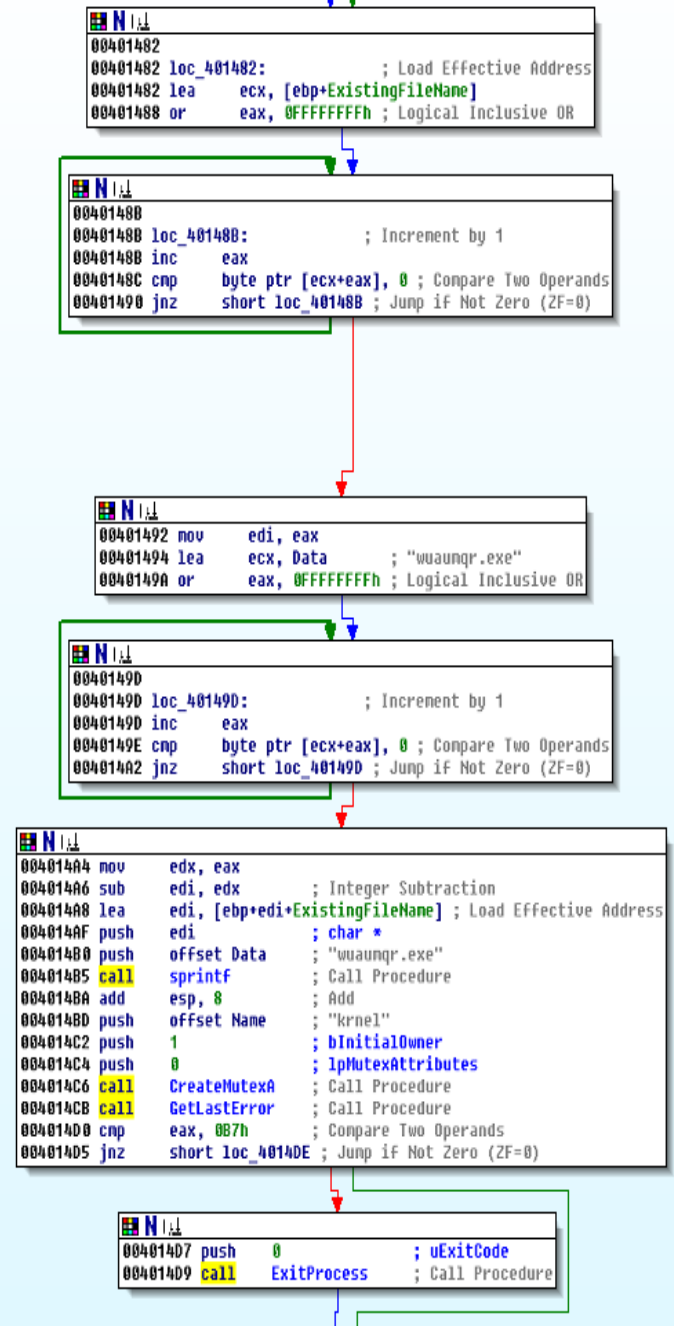 N
00401482
00401482 loc_401482: ; Load Effective Address
00401482 lea ecx, [ebp+ExistingFileName]
00401488 or eax, 0FFFFFFFFh ; Logical Inclusive OR
N
0040148B
0040148B loc_40148B: ; Increment by 1
0040148B inc eax
0040148C cmp byte ptr [ecx+eax], 0 ; Compare Two Operands
00401490 jnz short loc_40148B ; Jump if Not Zero (ZF=0)
N
00401492 mov edi, eax
00401494 lea ecx, Data ; "wuaumqr.exe"
0040149A or eax, 0FFFFFFFFh ; Logical Inclusive OR
N
0040149D
0040149D loc_40149D: ; Increment by 1
0040149D inc eax
0040149E cmp byte ptr [ecx+eax], 0 ; Compare Two Operands
004014A2 jnz short loc_40149D ; Jump if Not Zero (ZF=0)
N
004014A4 mov edx, eax
004014A6 sub edi, edx ; Integer Subtraction
004014A8 lea edi, [ebp+edi+ExistingFileName] ; Load Effective Address
004014AF push edi ; char *
004014B0 push offset Data ; "wuaumqr.exe"
004014B5 call sprintf ; Call Procedure
004014BA add esp, 8 ; Add
004014BD push offset Name ; "krnel"
004014C2 push 1 ; bInitialOwner
004014C4 push 0 ; lpMutexAttributes
004014C6 call CreateMutexA ; Call Procedure
004014CB call GetLastError ; Call Procedure
004014D0 cmp eax, 0B7h ; Compare Two Operands
004014D5 jnz short loc_4014DE ; Jump if Not Zero (ZF=0)
N
004014D7 push 0 ; uExitCode
004014D9 call ExitProcess ; Call Procedure